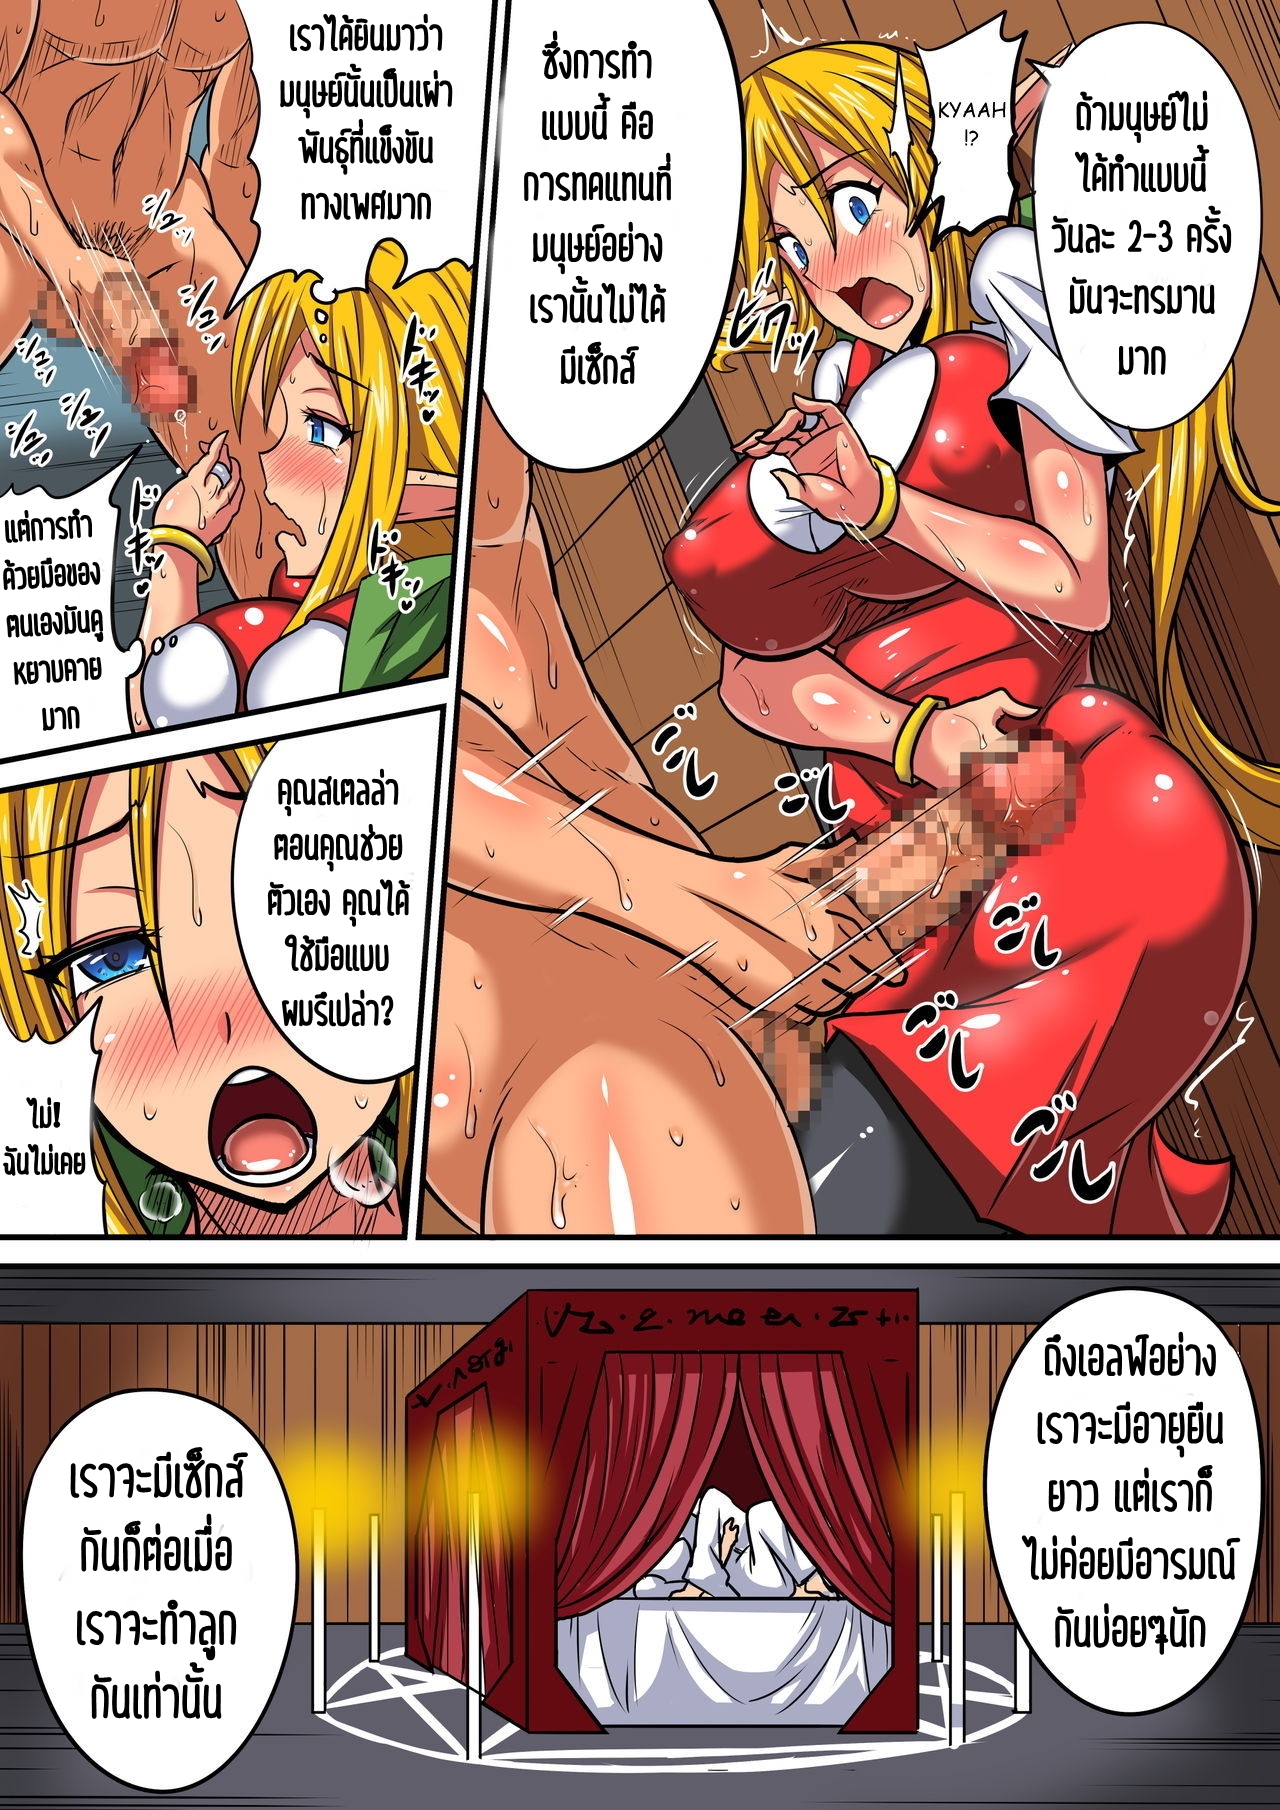 ถ้ามนุษย์ไม่
ได้ทำแบบนี้
วันละ 2-3 ครั้ง
มันจะทรมาน
มาก
KYAAH
!?
ซึ่งการทำ
แบบนี้ คือ
การทดแทนที่
มนุษย์อย่าง
เรานั้นไม่ได้
มีเซ็กส์
เราได้ยินมาว่า
มนุษย์นั้นเป็นเผ่า
พันธุ์ที่แข็งขัน
ทางเพศมาก
แต่การทำ
ด้วยมือของ
ตนเองมันดู
หยาบคาย
มาก
คุณสเตลล่า
ตอนคุณช่วย
ตัวเอง คุณได้
ใช้มือแบบ
ผมรึเปล่า?
ไม่!
ฉันไม่เคย
ถึงเอลฟ์อย่าง
เราจะมีอายุยืน
ยาว แต่เราก็
ไม่ค่อยมีอารมณ์
กันบ่อยๆนัก
เราจะมีเซ็กส์
กันก็ต่อเมื่อ
เราจะทำลูก
กันเท่านั้น